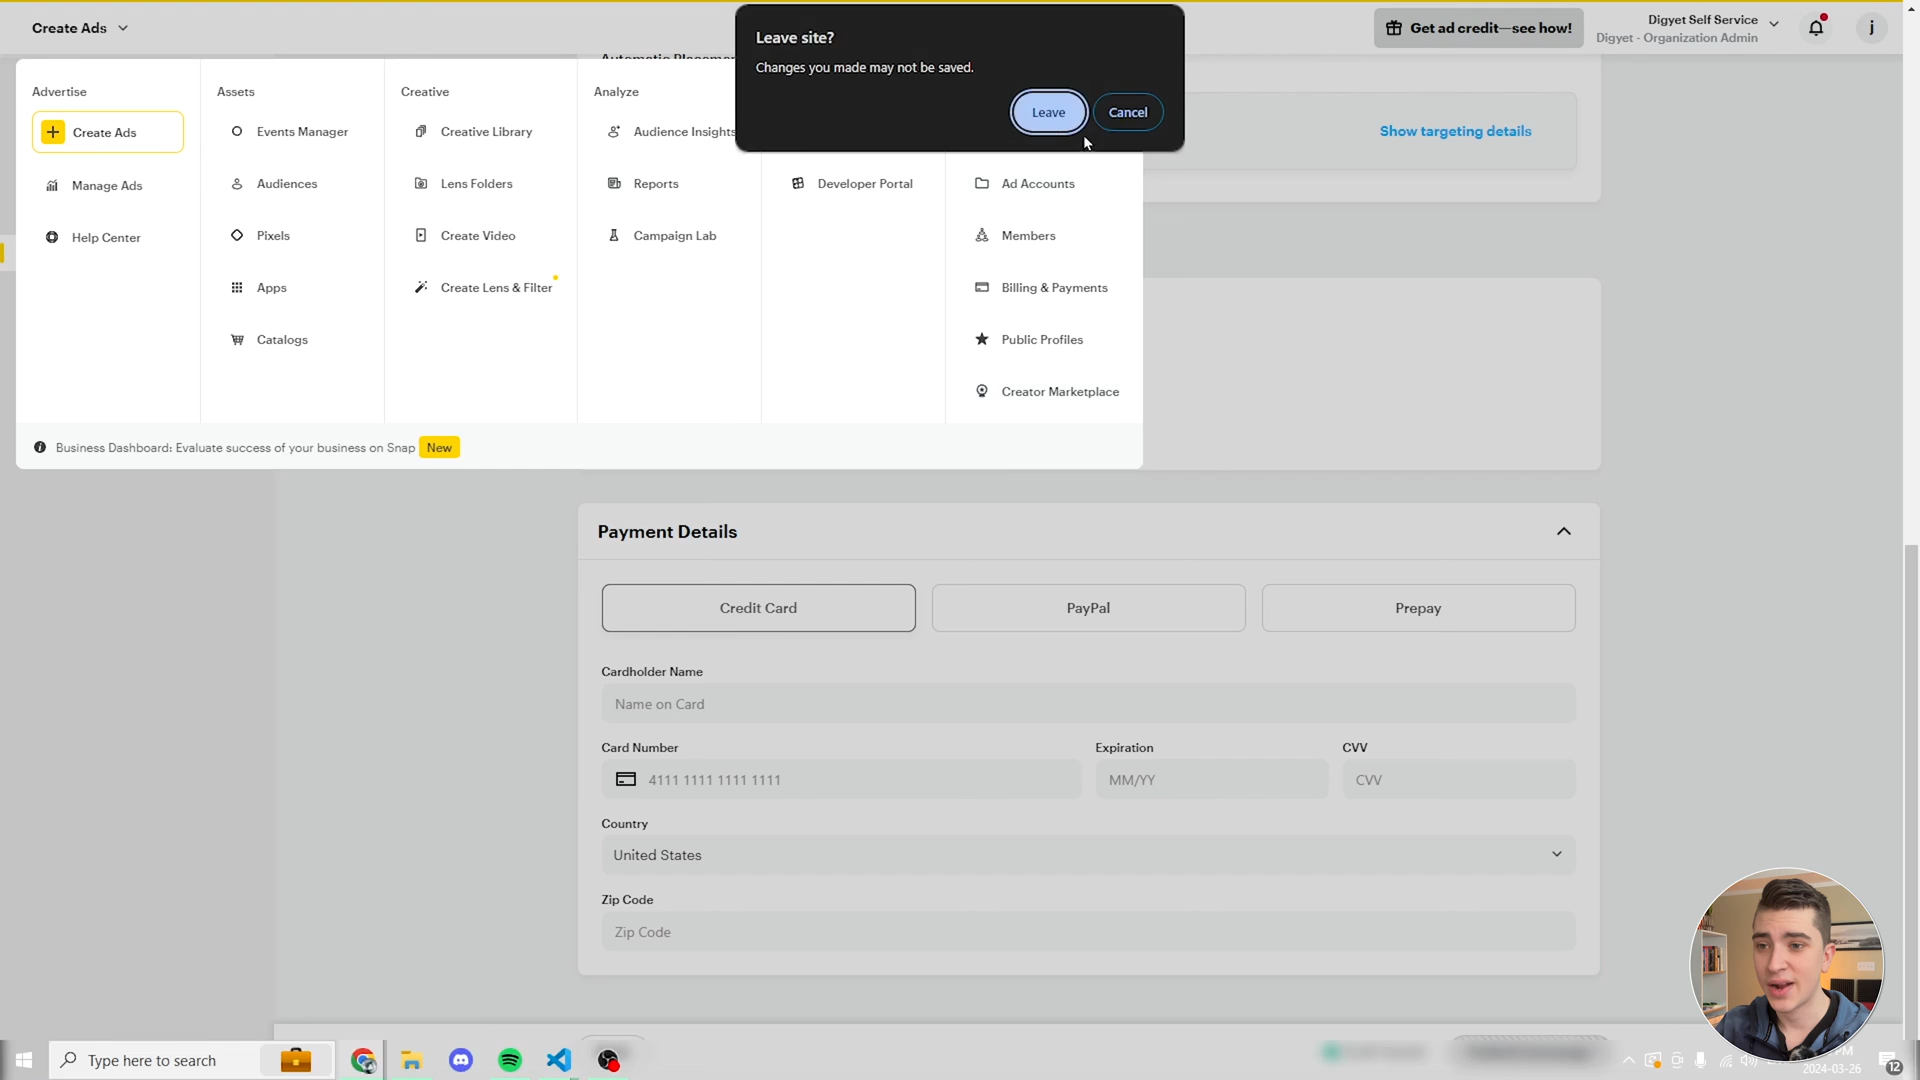 Create Ads
Leave site?
Changes you made may not be saved.
Leave
Cancel
Get ad credit—see how!
Digyet Self Service
Digyet - Organization Admin
j
Advertise
Create Ads
Manage Ads
Help Center
Assets
Events Manager
Audiences
Pixels
Apps
Catalogs
Creative
Creative Library
Lens Folders
Create Video
Create Lens & Filter
Analyze
Audience Insights
Reports
Campaign Lab
Developer Portal
Ad Accounts
Members
Billing & Payments
Public Profiles
Creator Marketplace
Business Dashboard: Evaluate success of your business on Snap New
Show targeting details
Payment Details
Credit Card
PayPal
Prepay
Cardholder Name
Name on Card
Card Number
Expiration
CVV
4111 1111 1111 1111
MM/YY
CVV
Country
United States
Zip Code
Zip Code
Type here to search
PM
2024-03-26
12